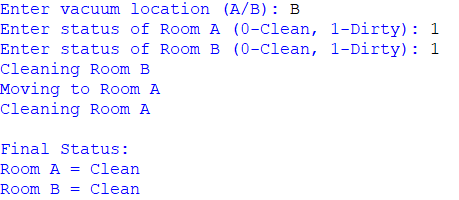 Enter vacuum location (A/B): B
Enter status of Room A (0-Clean, 1-Dirty): 1
Enter status of Room B (0-Clean, 1-Dirty): 1
Cleaning Room B
Moving to Room A
Cleaning Room A

Final Status:
Room A = Clean
Room B = Clean